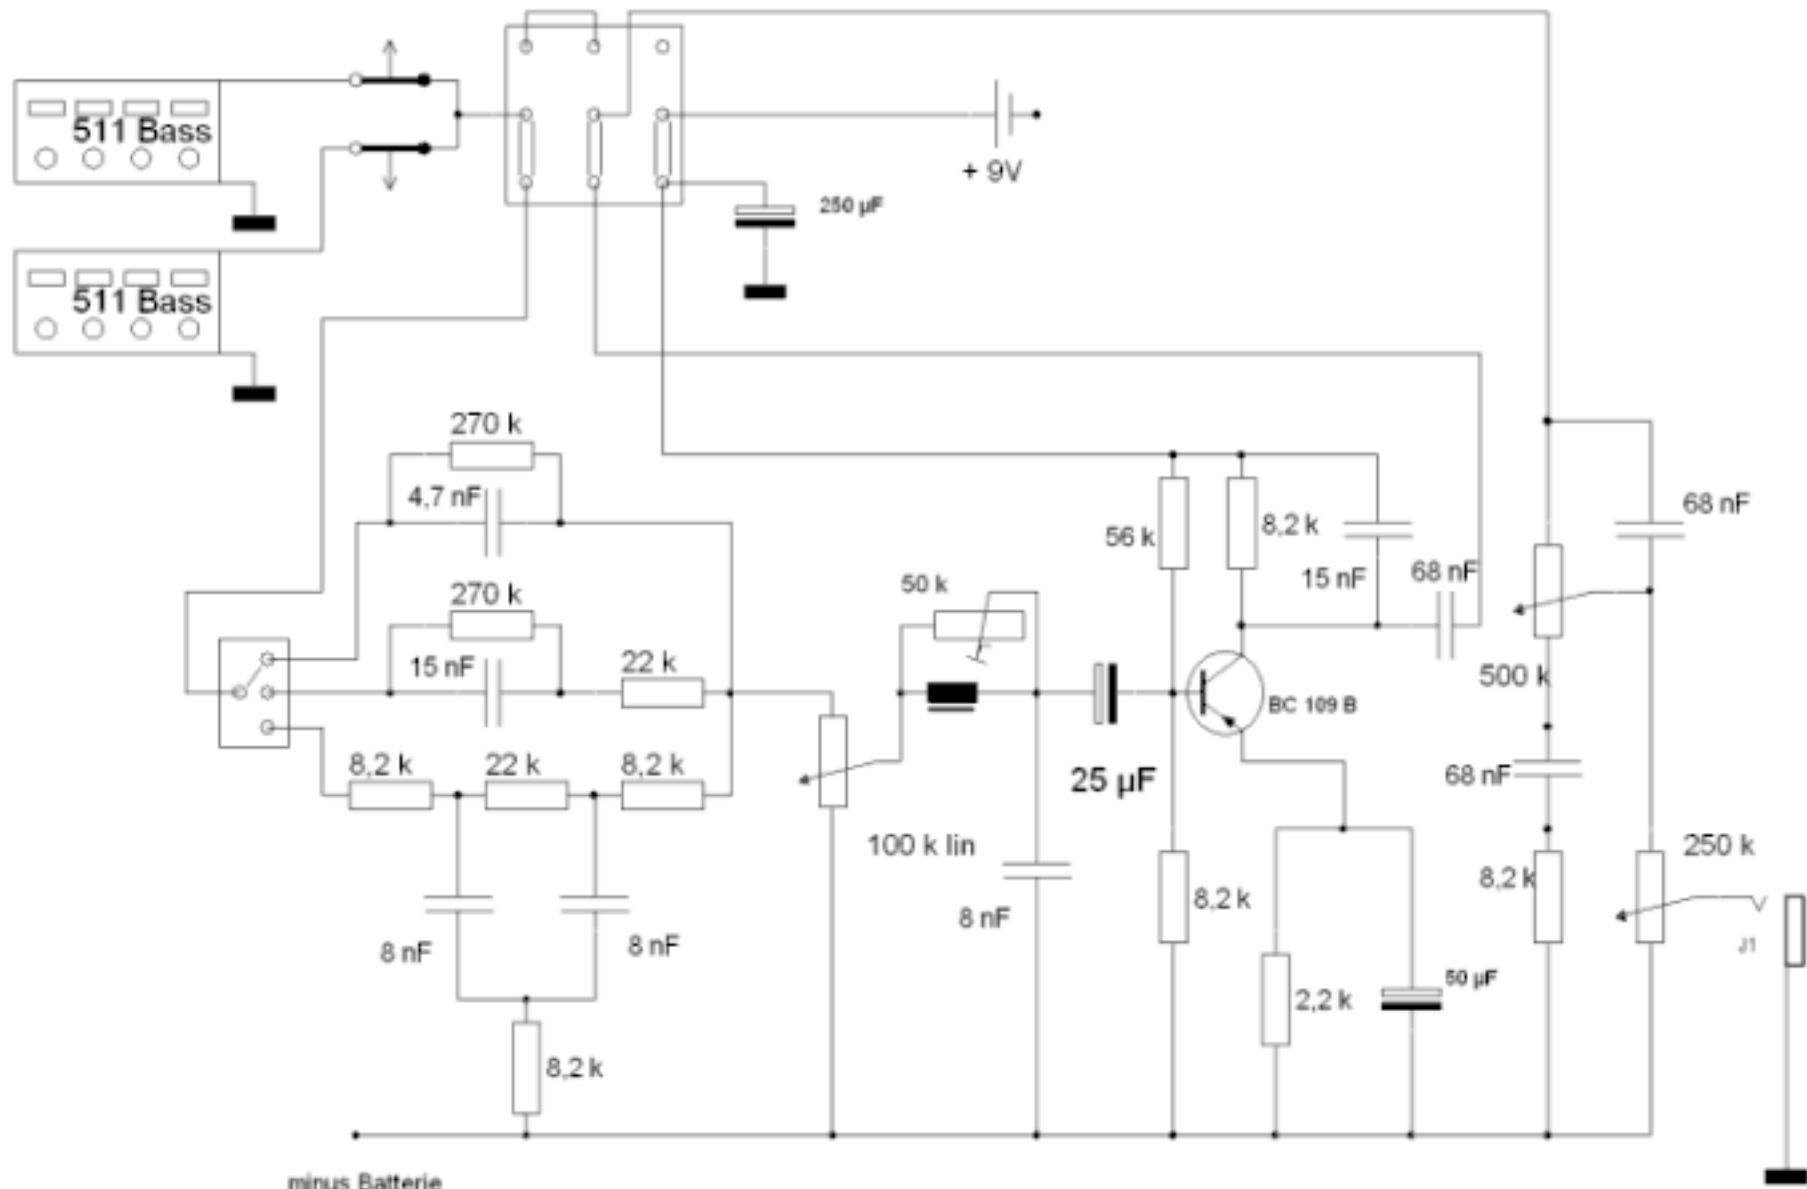 511 Bass
+ 9V
250 µF
511 Bass
270 k
4,7 nF
68 nF
56 k
8,2 k
15 nF
68 nF
50 k
270 k
15 nF
22 k
500 k
BC 109 B
8,2 k
22 k
8,2 k
25 µF
68 nF
100 k lin
250 k
8,2 k
8,2 k
8 nF
8 nF
8 nF
J1
50 µF
2,2 k
8,2 k
minus Batterie